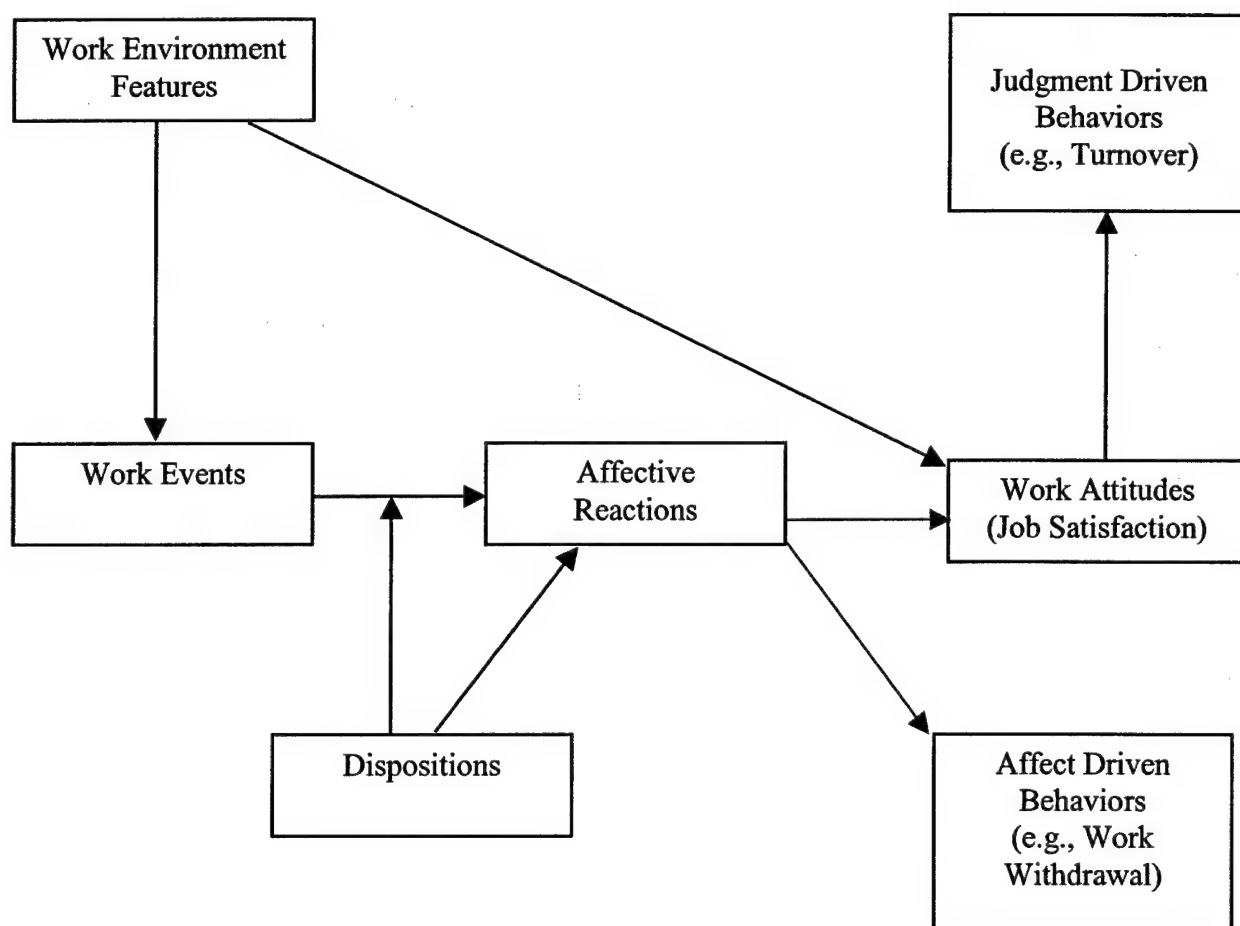 Work Environment
Features
Judgment Driven
Behaviors
(e.g., Turnover)
Work Events
Affective
Reactions
Work Attitudes
(Job Satisfaction)
Dispositions
Affect Driven
Behaviors
(e.g., Work
Withdrawal)